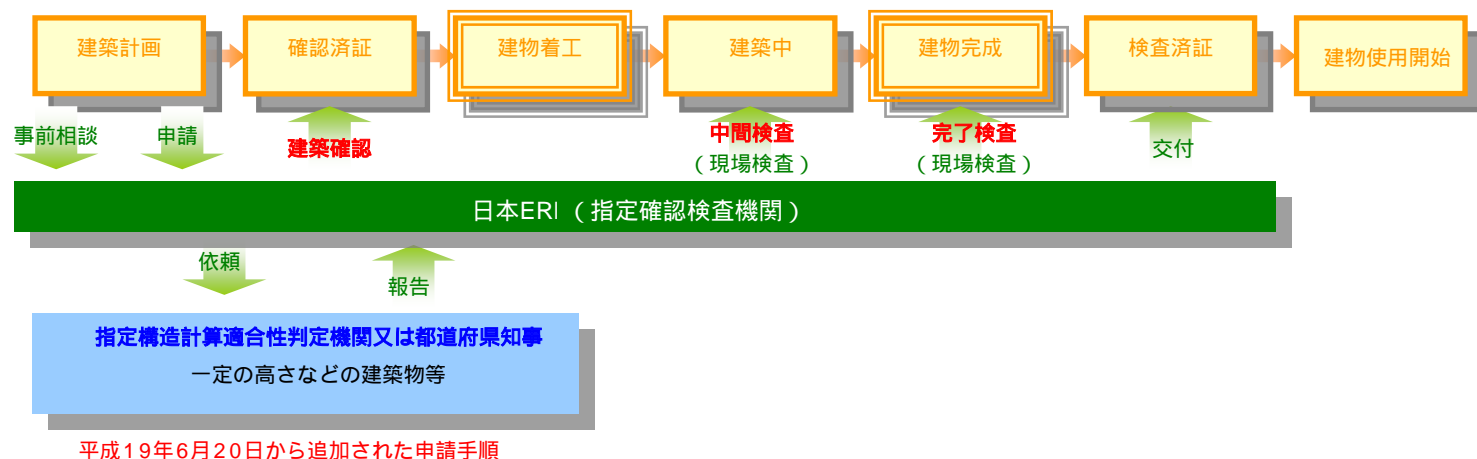 建築計画
確認済証
建物着工
建築中
建物完成
検査済証
建物使用開始
事前相談
申請
建築確認
中間検査
（現場検査）
完了検査
（現場検査）
交付
日本ERI （指定確認検査機関）
依頼
報告
指定構造計算適合性判定機関又は都道府県知事
一定の高さなどの建築物等
平成19年6月20日から追加された申請手順